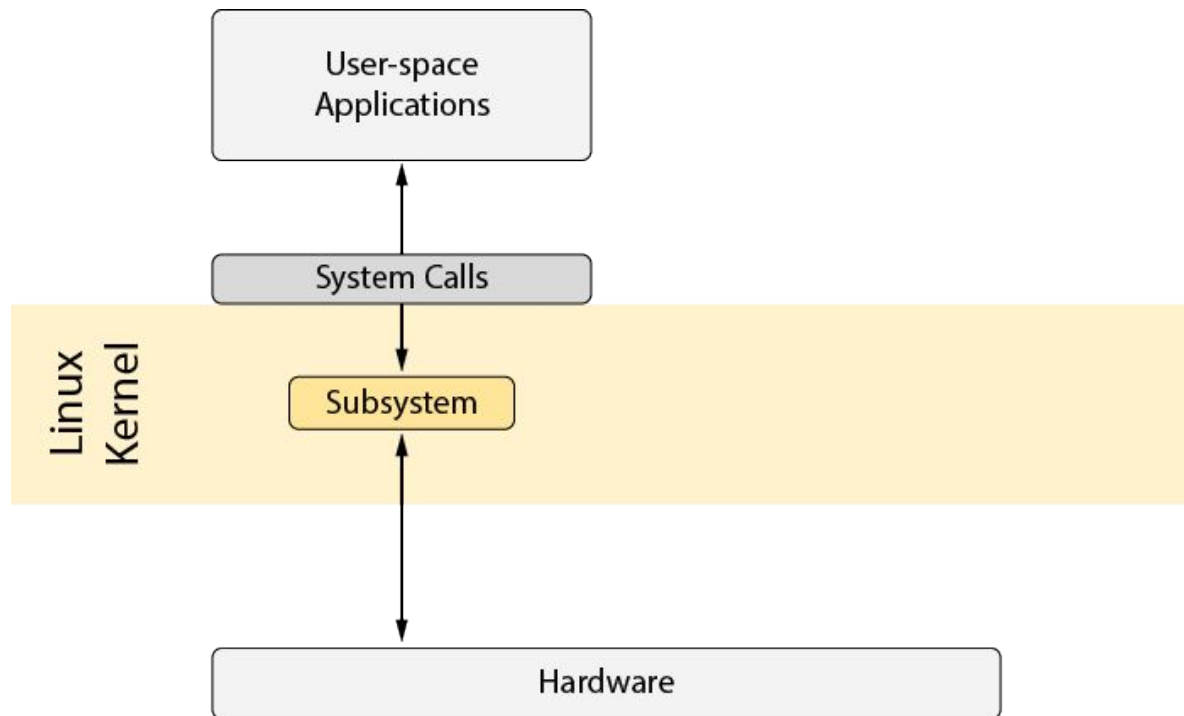 User-space
Applications
System Calls
Linux
Kernel
Subsystem
Hardware